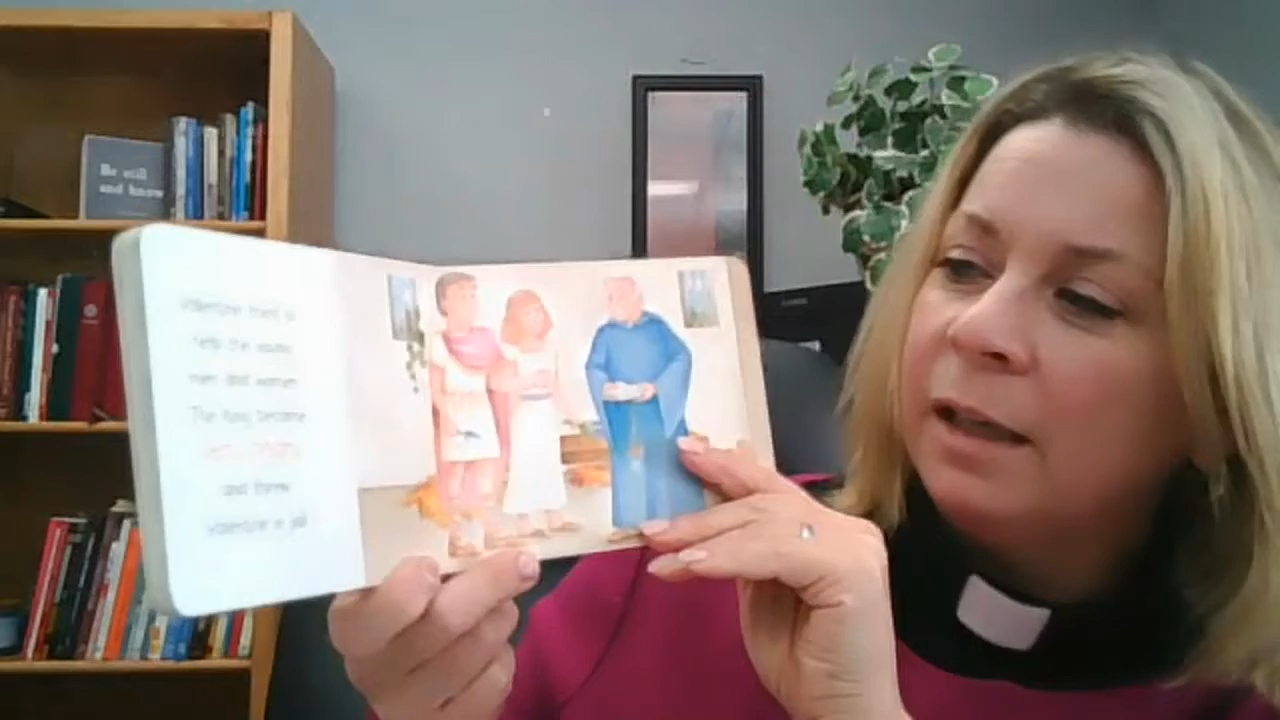 Be still
and know
Valentine tried to
help the young
men and women.
The King became
and threw
Valentine in jail.